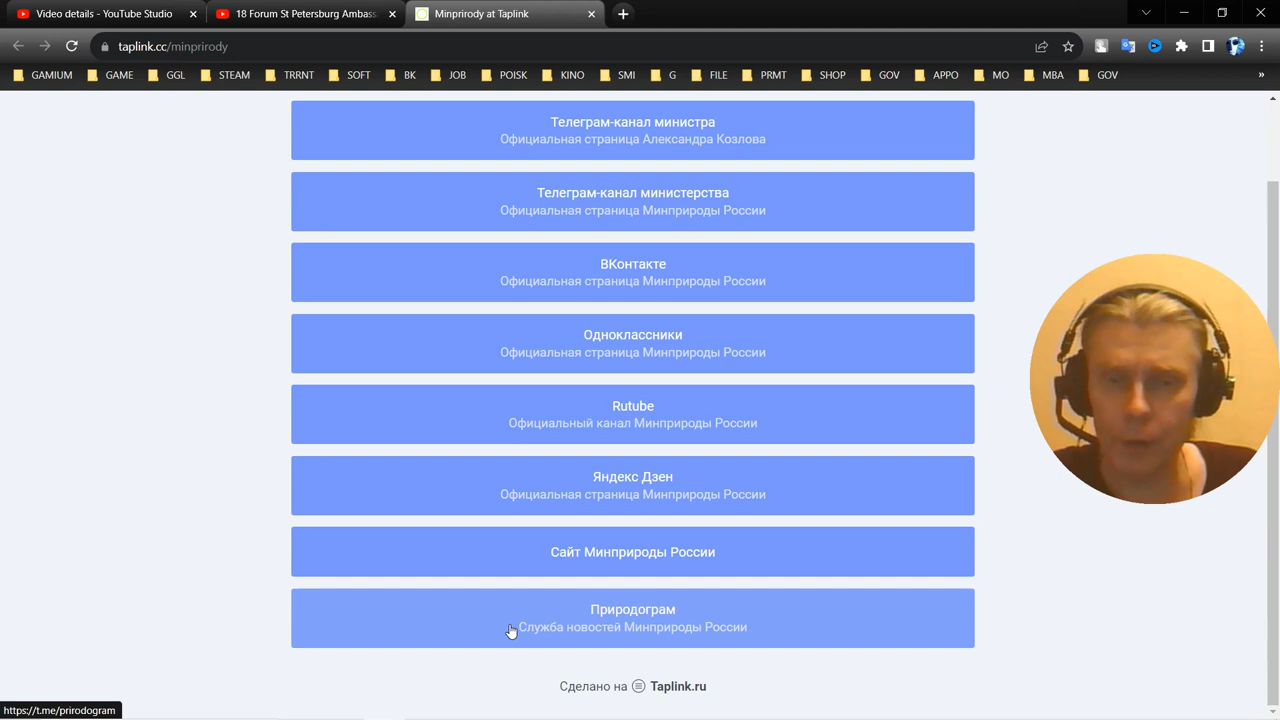 Video details - YouTube Studio
18 Forum St Petersburg Ambass
Minprirody at Taplink
taplink.cc/minprirody
GAMIUM GAME GGL STEAM TRRNT SOFT BK JOB POISK KINO SMI G FILE PRMT SHOP GOV APPO MO MBA GOV
Телеграм-канал министра
Официальная страница Александра Козлова
Телеграм-канал министерства
Официальная страница Минприроды России
ВКонтакте
Официальная страница Минприроды России
Одноклассники
Официальная страница Минприроды России
Rutube
Официальный канал Минприроды России
Яндекс Дзен
Официальная страница Минприроды России
Сайт Минприроды России
Природограм
Служба новостей Минприроды России
Сделано на Taplink.ru
https://t.me/prirodogram